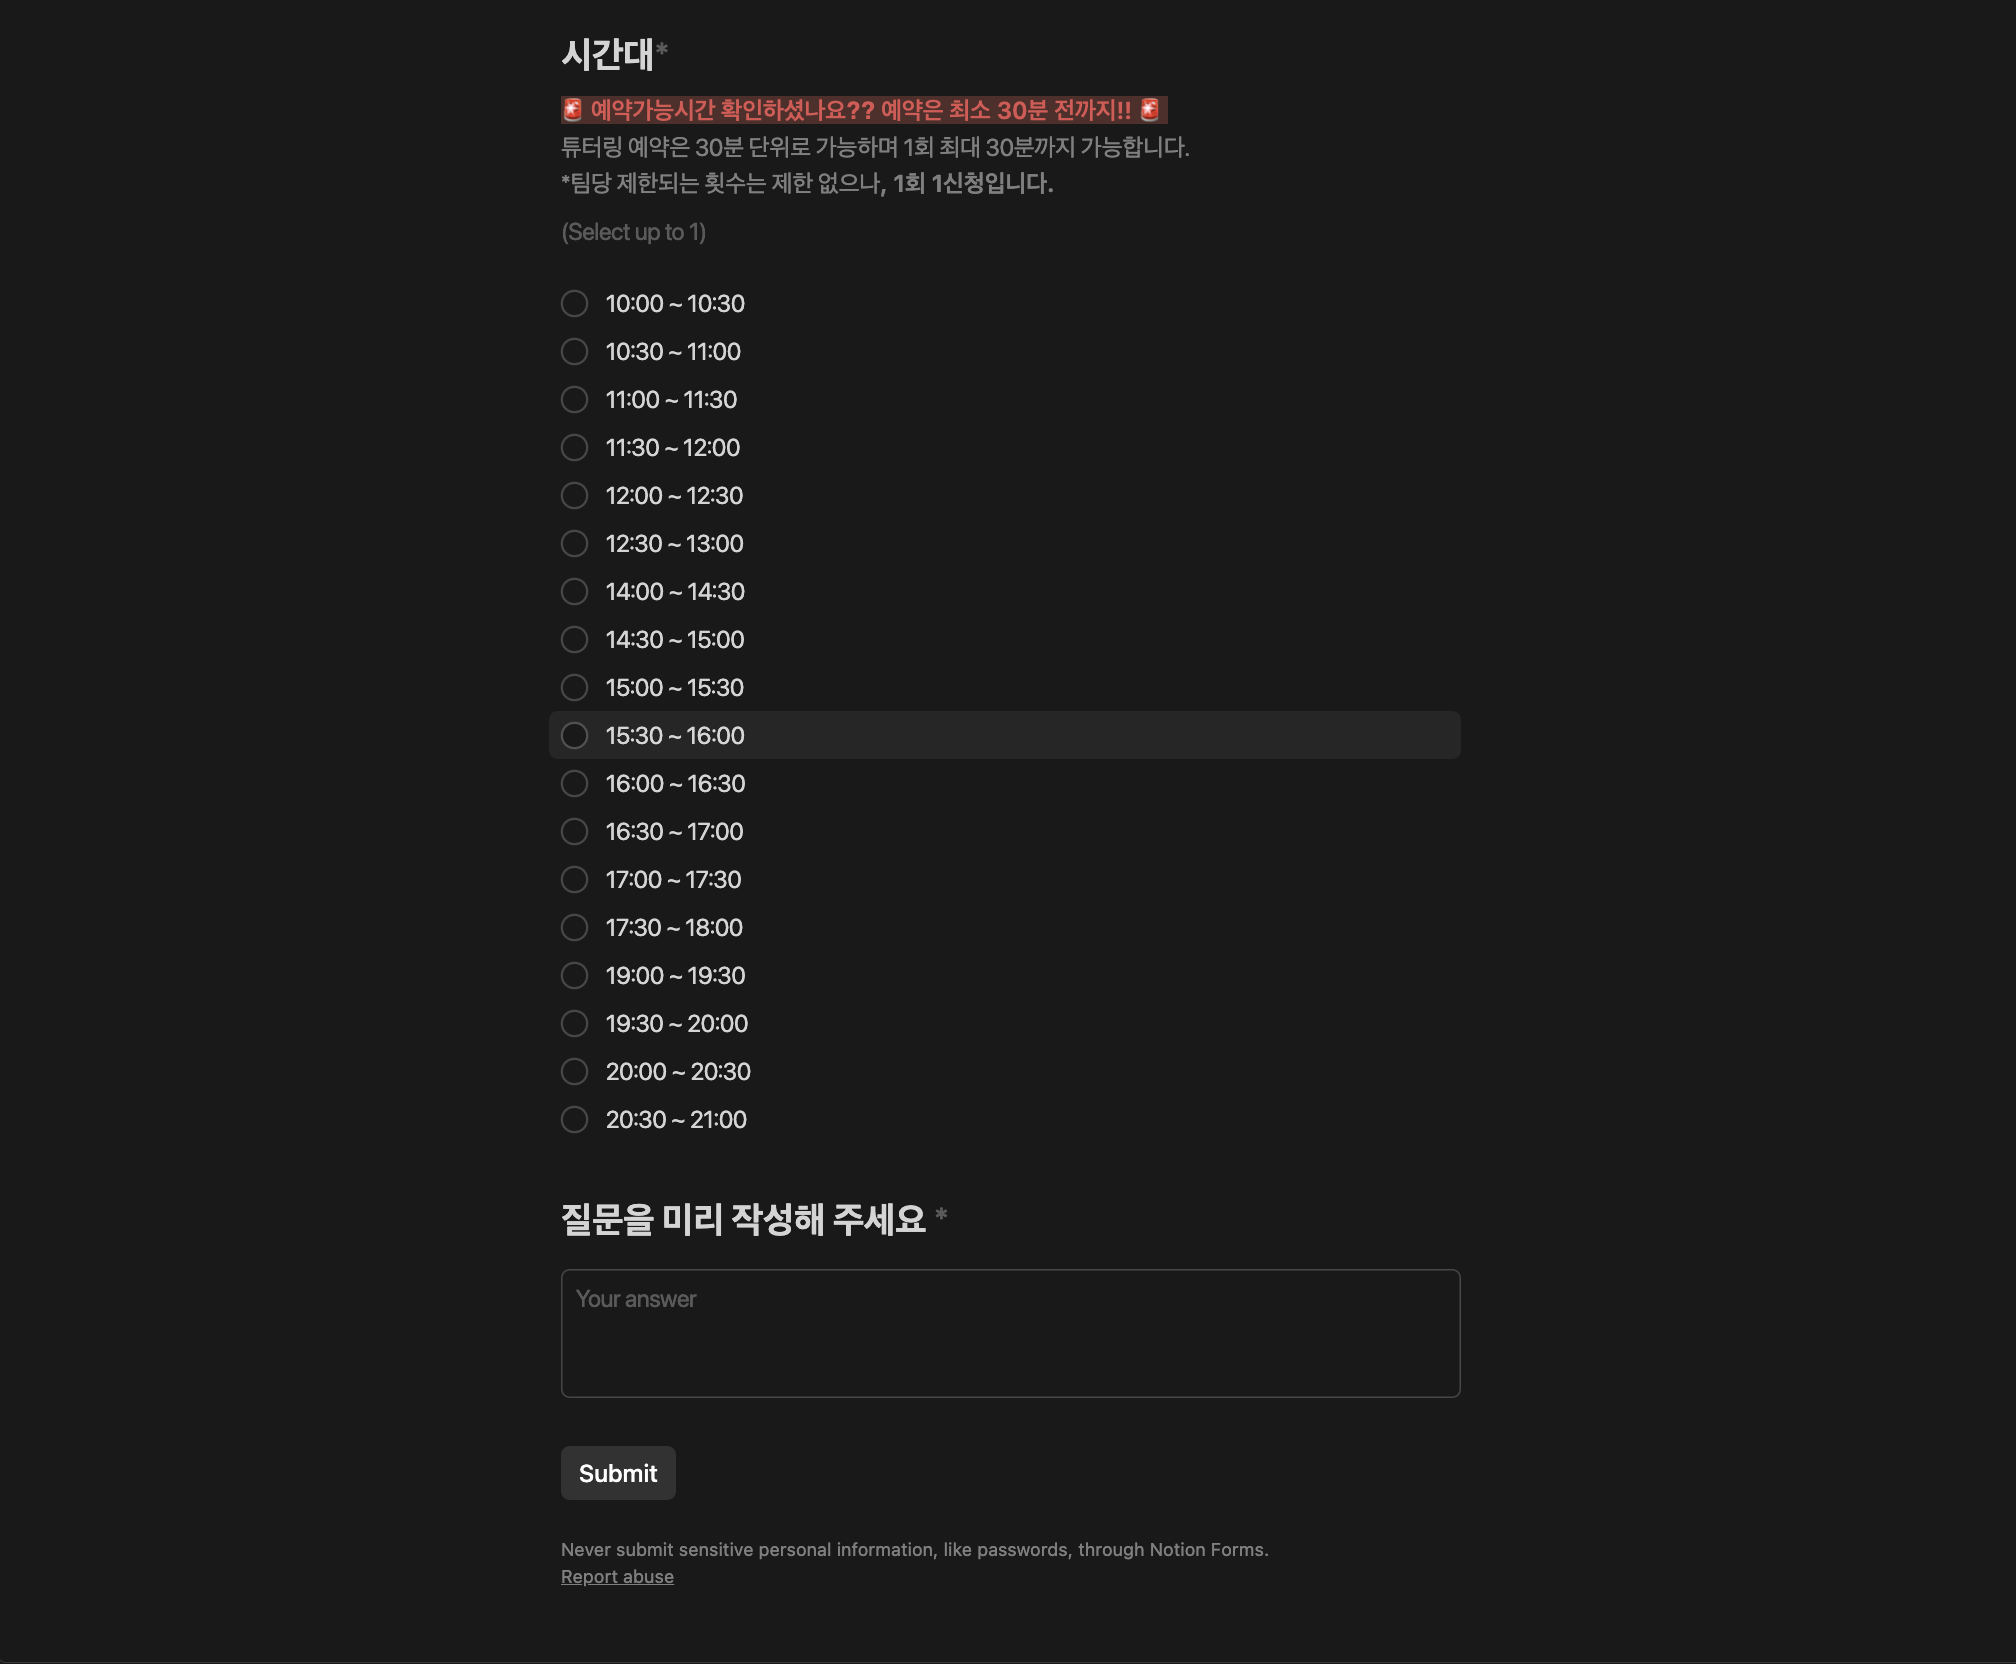 시간대*
🚨 예약가능시간 확인하셨나요?? 예약은 최소 30분 전까지!! 🚨
튜터링 예약은 30분 단위로 가능하며 1회 최대 30분까지 가능합니다.
*팀당 제한되는 횟수는 제한 없으나, 1회 1신청입니다.
(Select up to 1)
10:00 ~ 10:30
10:30 ~ 11:00
11:00 ~ 11:30
11:30 ~ 12:00
12:00 ~ 12:30
12:30 ~ 13:00
14:00 ~ 14:30
14:30 ~ 15:00
15:00 ~ 15:30
15:30 ~ 16:00
16:00 ~ 16:30
16:30 ~ 17:00
17:00 ~ 17:30
17:30 ~ 18:00
19:00 ~ 19:30
19:30 ~ 20:00
20:00 ~ 20:30
20:30 ~ 21:00
질문을 미리 작성해 주세요 *
Your answer
Submit
Never submit sensitive personal information, like passwords, through Notion Forms.
Report abuse